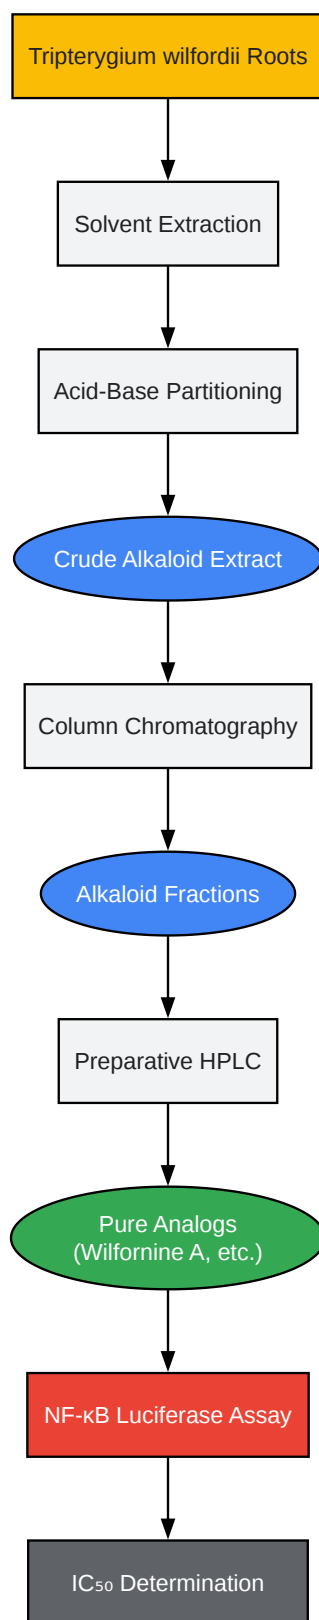 Tripterygium wilfordii Roots
Solvent Extraction
Acid-Base Partitioning
Crude Alkaloid Extract
Column Chromatography
Alkaloid Fractions
Preparative HPLC
Pure Analogs
(Wilfornine A, etc.)
NF-κB Luciferase Assay
IC₅₀ Determination